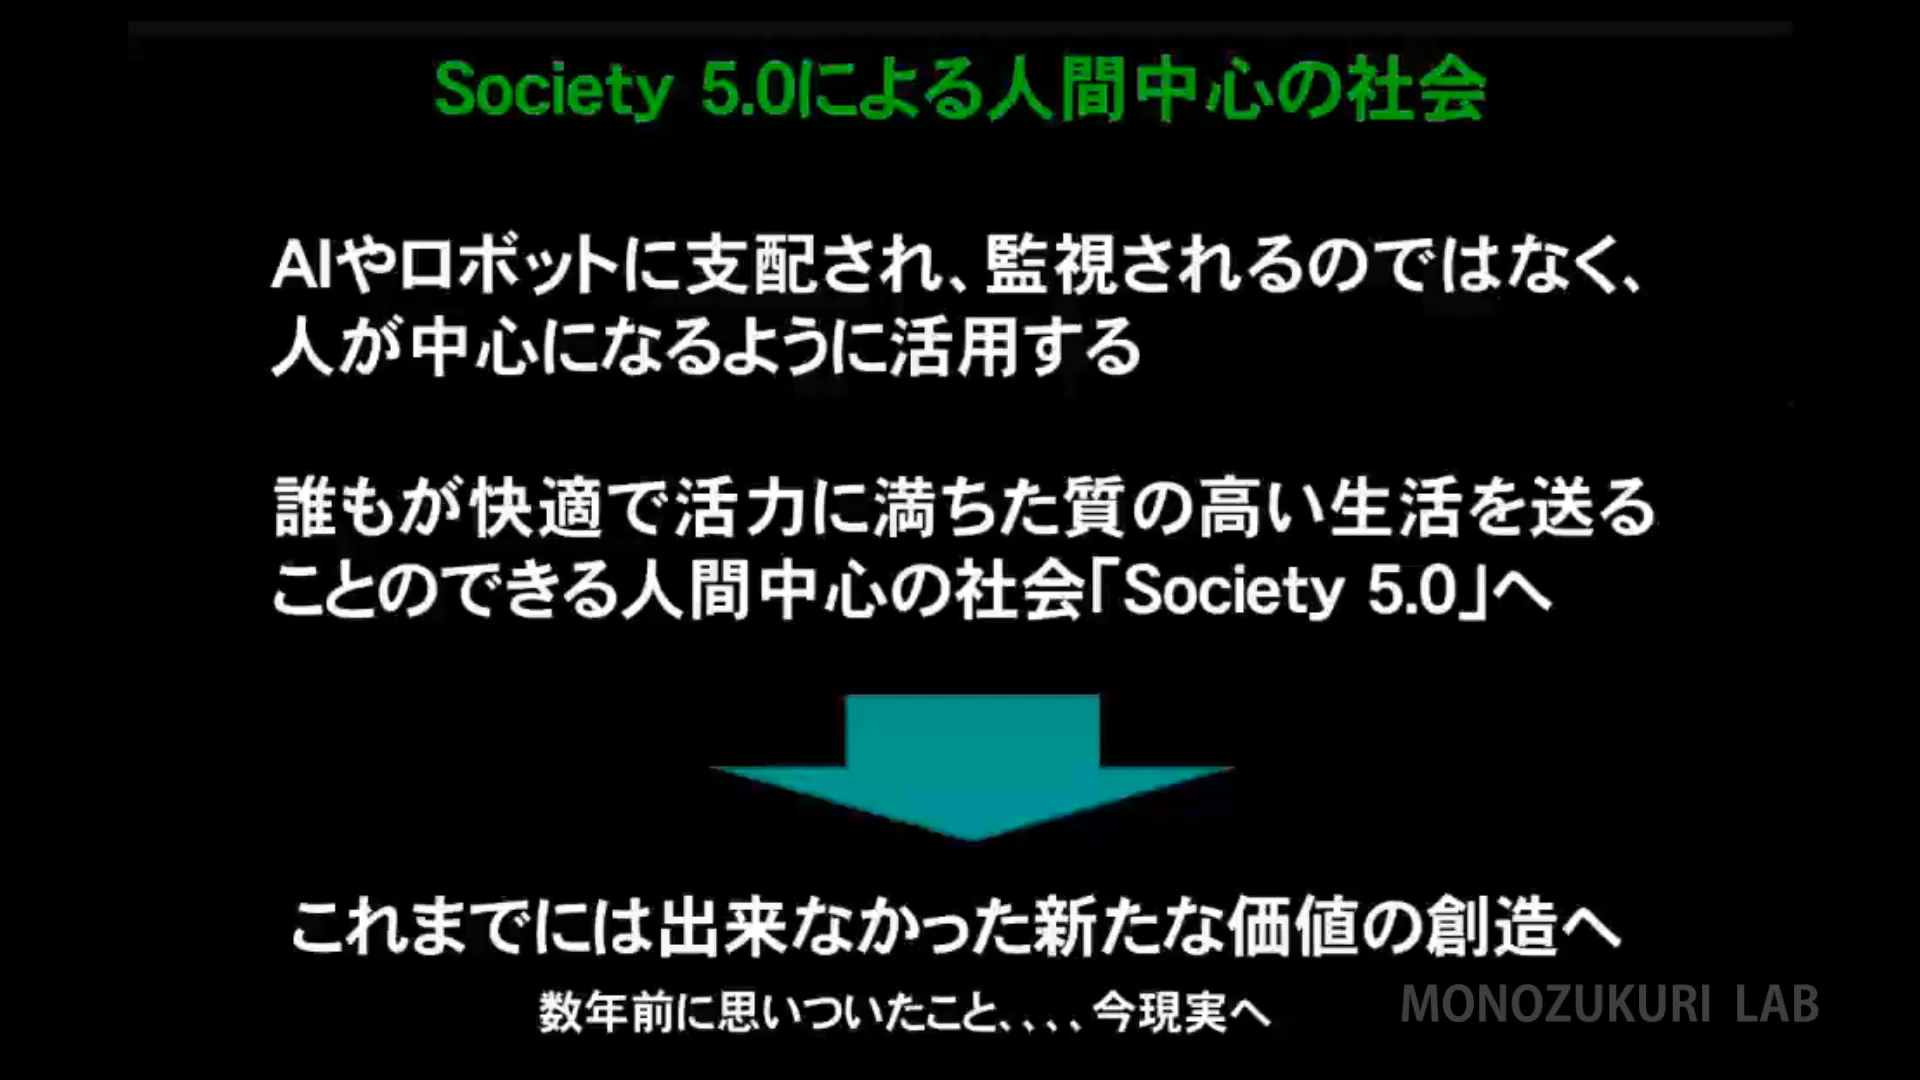 Society 5.0による人間中心の社会
AIやロボットに支配され、監視されるのではなく、
人が中心になるように活用する
誰もが快適で活力に満ちた質の高い生活を送る
ことのできる人間中心の社会「Society 5.0」へ
これまでには出来なかった新たな価値の創造へ
数年前に思いついたこと、、、、今現実へ
MONOZUKURI LAB